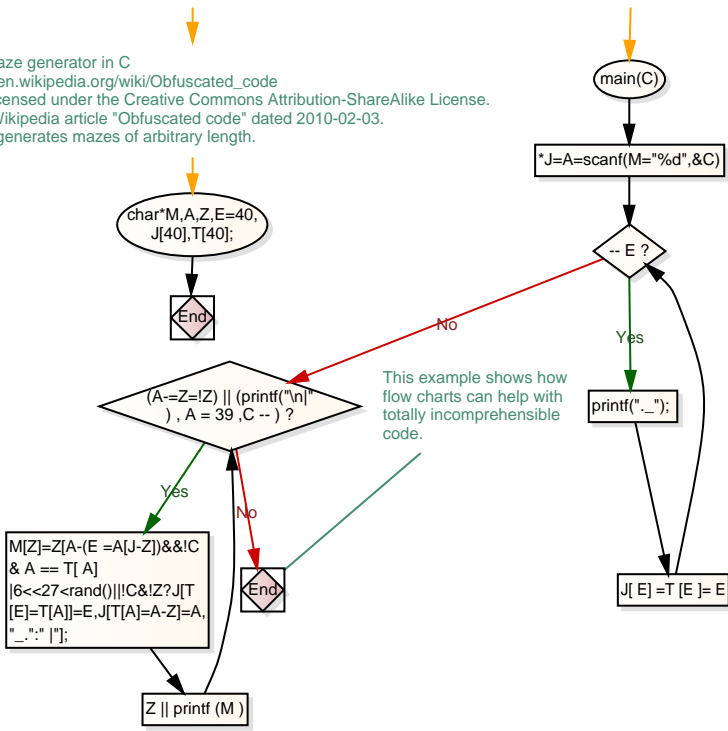 aze generator in C
en.wikipedia.org/wiki/Obfuscated_code
censed under the Creative Commons Attribution-ShareAlike License.
Wikipedia article "Obfuscated code" dated 2010-02-03.
generates mazes of arbitrary length.
main(C)
*J=A=scanf(M="%d",&C)
char*M,A,Z,E=40,
J[40],T[40];
-- E ?
End
No
Yes
(A-=Z=!Z) || (printf("\n|"
) , A = 39 ,C -- ) ?
This example shows how
flow charts can help with
totally incomprehensible
code.
printf("._");
Yes
No
M[Z]=Z[A-(E =A[J-Z])&&!C
& A == T[ A]
|6<<27<rand()||!C&!Z?J[T
[E]=T[A]]=E,J[T[A]=A-Z]=A,
"_.":" |"];
End
J[ E] =T [E ]= E
Z || printf (M )